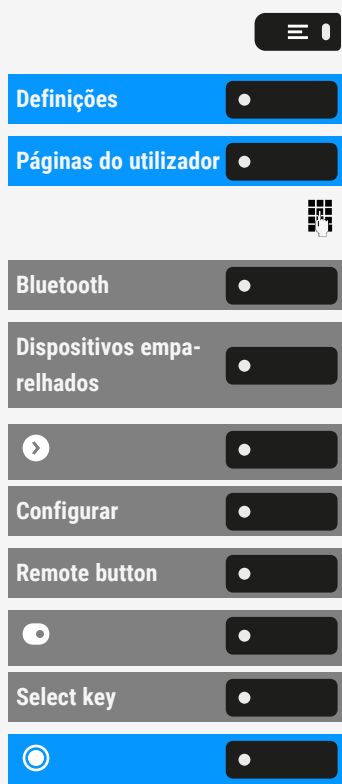 Definições
Páginas do utilizador
Bluetooth
Dispositivos empa-
relhados
Configurar
Remote button
Select key